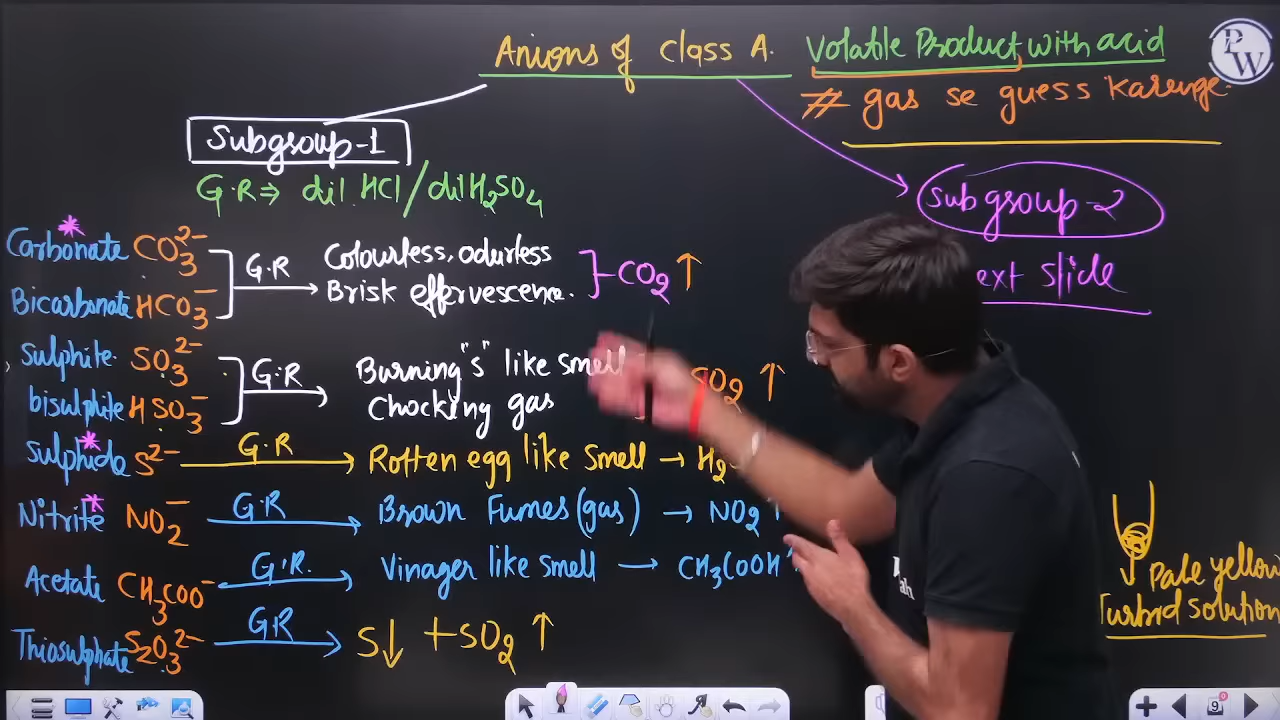 Anions of Class A. Volatile Product with acid
# gas se guess Karenge
PW
Subgroup-1
G.R ⇒ dil HCl / dil H2SO4
Subgroup-2
ext Slide
Carbonate CO3^2-
Bicarbonate HCO3^-
G.R
Colourless, odurless
Brisk effervescence.
CO2 ↑
Sulphite SO3^2-
bisulphite HSO3^-
G.R
Burning "s" like smell
Chocking gas
SO2 ↑
Sulphide S^2- G.R Rotten egg like smell → H2
Nitrite NO2^- G.R Brown Fumes (gas) → NO2 ↑
Acetate CH3COO^- G.R. Vinager like smell → CH3COOH ↑
Thiosulphate S2O3^2- G.R S↓ + SO2 ↑
Pale yellow
Turbid solution
9